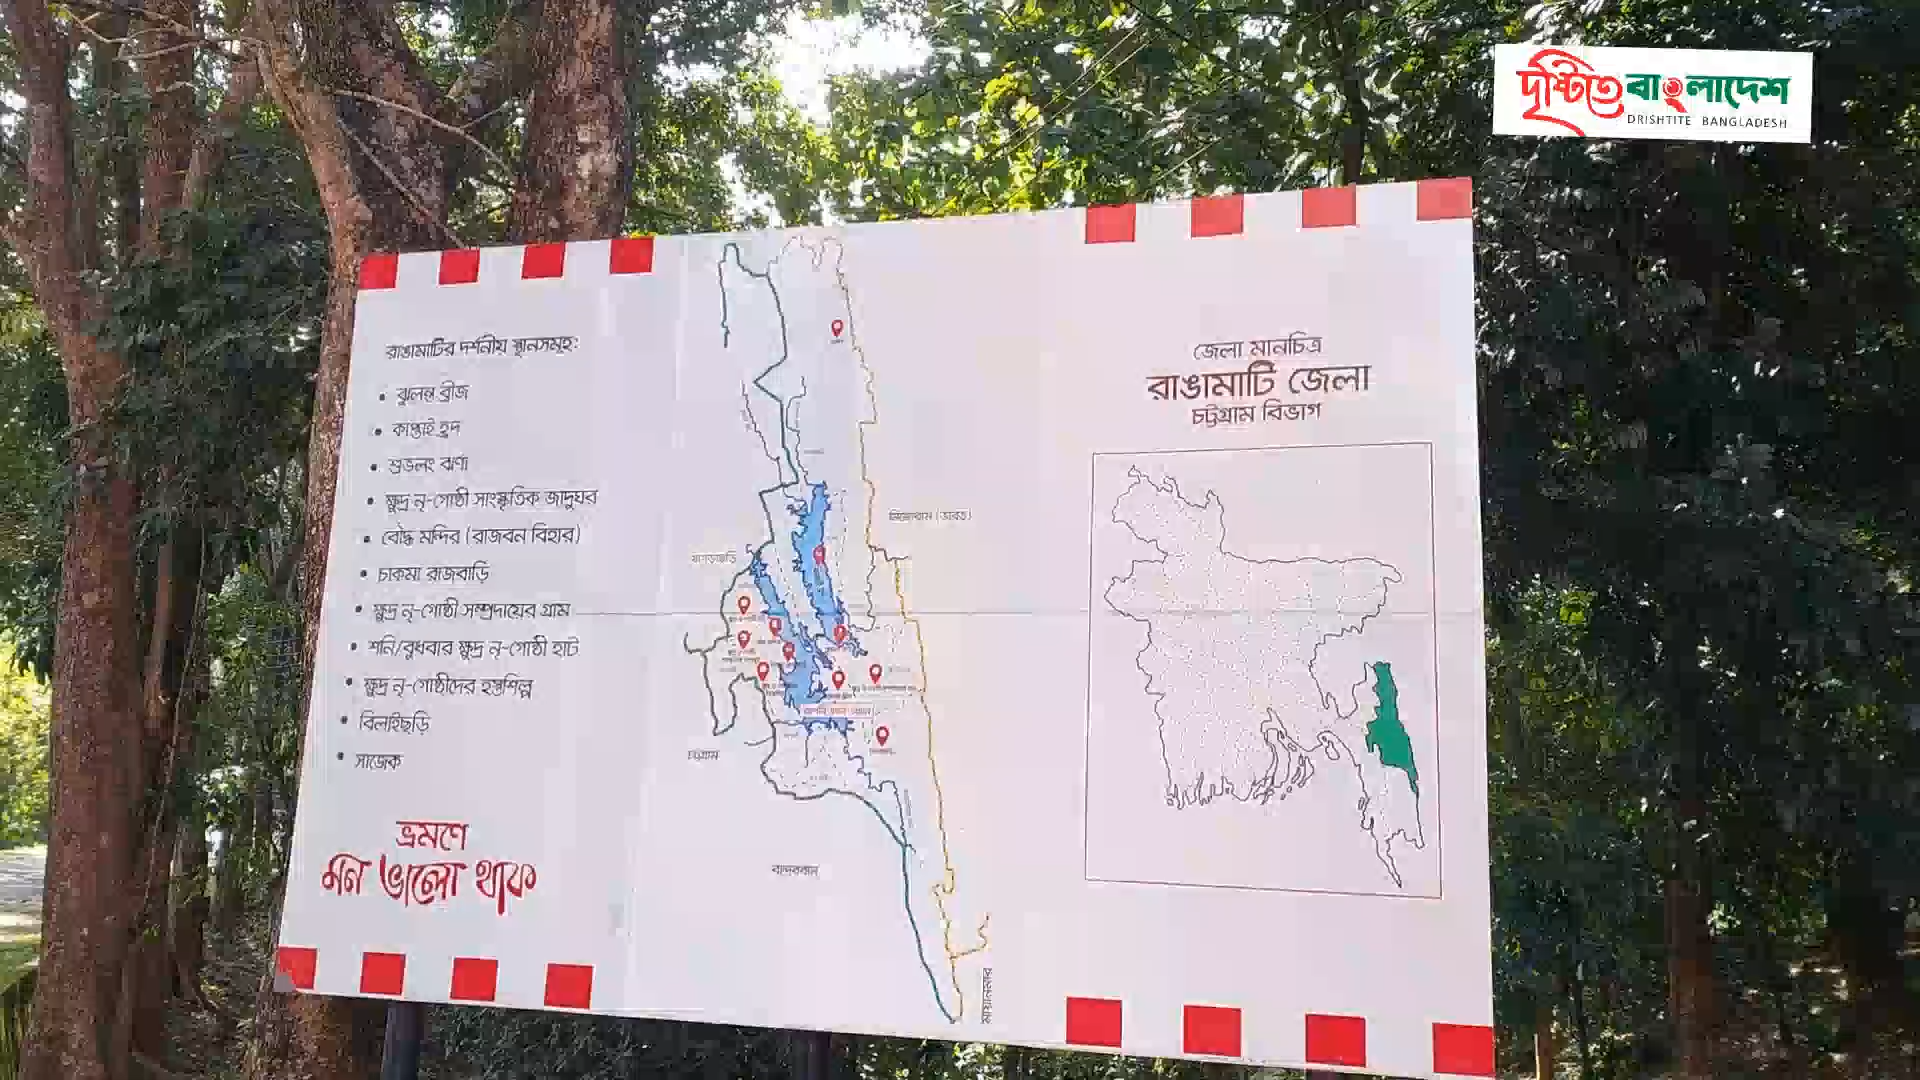 দৃষ্টিতে বাংলাদেশ
DRISHTITE BANGLADESH
রাঙামাটির দর্শনীয় স্থানসমূহ:
• ঝুলন্ত ব্রীজ
• কাপ্তাই হ্রদ
• শুভলং ঝর্ণা
• ক্ষুদ্র নৃ-গোষ্ঠী সাংস্কৃতিক জাদুঘর
• বৌদ্ধ মন্দির (রাজবন বিহার)
• চাকমা রাজবাড়ি
• ক্ষুদ্র নৃ-গোষ্ঠী সম্প্রদায়ের গ্রাম
• শনি/বুধবার ক্ষুদ্র নৃ-গোষ্ঠী হাট
• ক্ষুদ্র নৃ-গোষ্ঠীদের হস্তশিল্প
• বিলাইছড়ি
• সাজেক
ভ্রমণে
মন ভালো থাক
মিজোরাম (ভারত)
খাগড়াছড়ি
চট্টগ্রাম
বান্দরবান
মায়ানমার
জেলা মানচিত্র
রাঙামাটি জেলা
চট্টগ্রাম বিভাগ